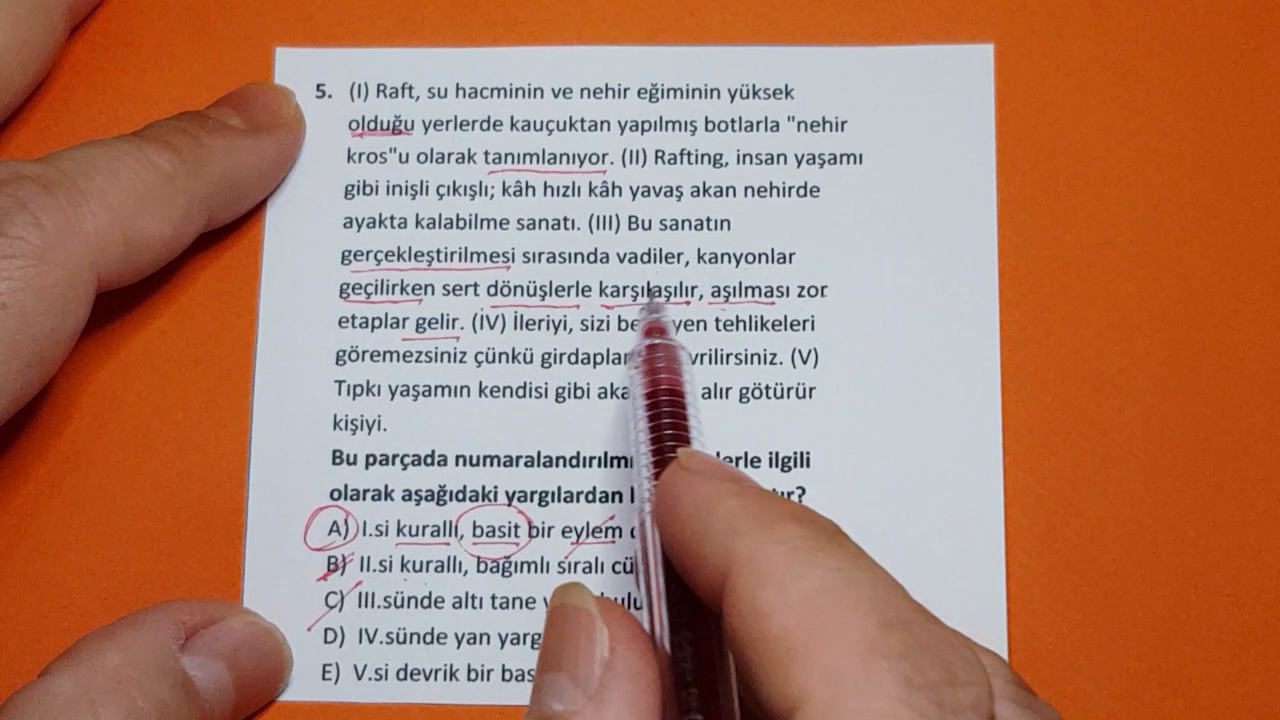 5. (I) Raft, su hacminin ve nehir eğiminin yüksek
olduğu yerlerde kauçuktan yapılmış botlarla "nehir
kros"u olarak tanımlanıyor. (II) Rafting, insan yaşamı
gibi inişli çıkışlı; kâh hızlı kâh yavaş akan nehirde
ayakta kalabilme sanatı. (III) Bu sanatın
gerçekleştirilmesi sırasında vadiler, kanyonlar
geçilirken sert dönüşlerle karşılaşılır, aşılması zor
etaplar gelir. (IV) İleriyi, sizi tehlikeleri
göremezsiniz çünkü (V)
Tıpkı yaşamın kendisi gibi alır götürür
kişiyi.
Bu parçada ilgili
olarak aşağıdaki yargılardan
A) I.si kurallı, basit bir eylem
B) II.si kurallı, bağımlı sıralı
C) III.sünde altı tane
D) IV.sünde yan
E) V.si devrik bir